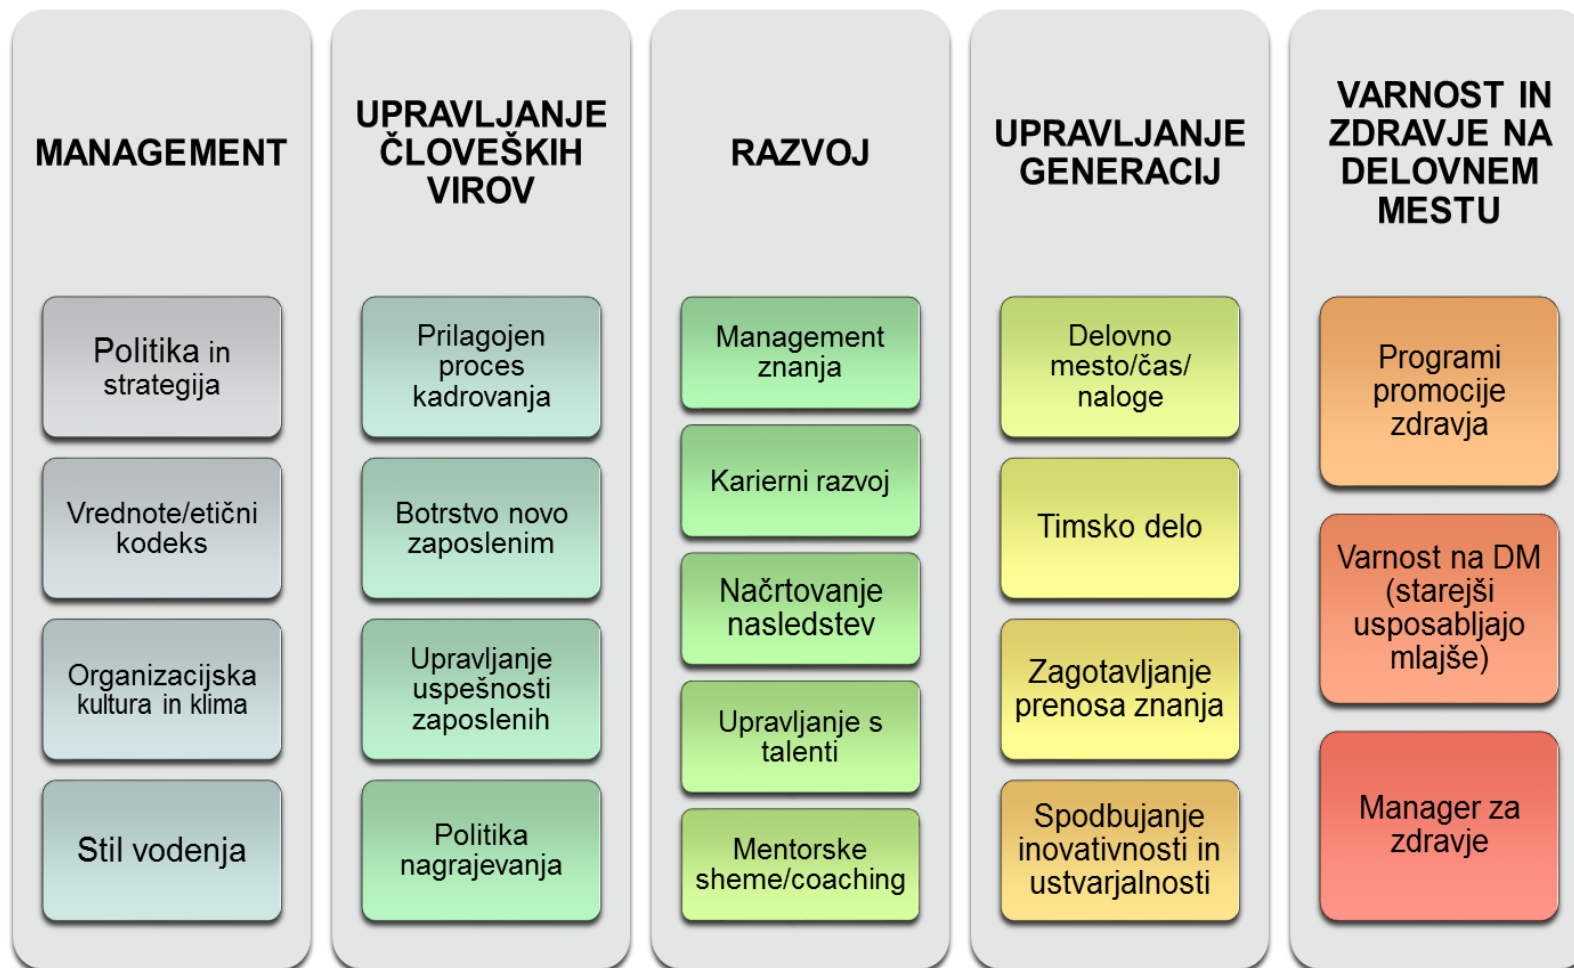 MANAGEMENT
Politika in
strategija
Vrednote/etični
kodeks
Organizacijska
kultura in klima
Stil vodenja
UPRAVLJANJE
ČLOVEŠKIH
VIROV
Prilagojen
proces
kadrovanja
Botrstvo novo
zaposlenim
Upravljanje
uspešnosti
zaposlenih
Politika
nagrajevanja
RAZVOJ
Management
znanja
Karierni razvoj
Načrtovanje
nasledstev
Upravljanje s
talenti
Mentorske
sheme/coaching
UPRAVLJANJE
GENERACIJ
Delovno
mesto/čas/
naloge
Timsko delo
Zagotavljanje
prenosa znanja
Spodbujanje
inovativnosti in
ustvarjalnosti
VARNOST IN
ZDRAVJE NA
DELOVNEM
MESTU
Programi
promocije
zdravja
Varnost na DM
(starejši
usposabljajo
mlajše)
Manager za
zdravje